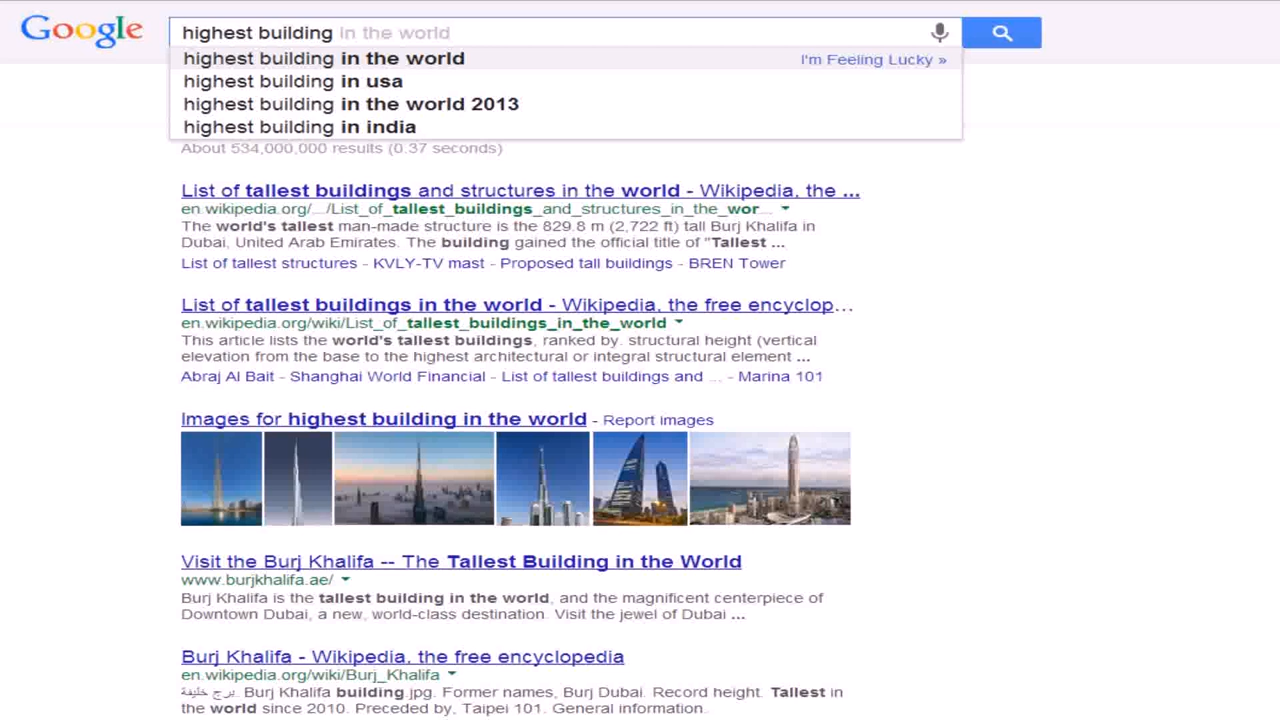 Google
highest building in the world
highest building in the world
I'm Feeling Lucky »
highest building in usa
highest building in the world 2013
highest building in india
About 534,000,000 results (0.37 seconds)
List of tallest buildings and structures in the world - Wikipedia, the ...
en.wikipedia.org/.../List_of_tallest_buildings_and_structures_in_the_wor...
The world's tallest man-made structure is the 829.8 m (2,722 ft) tall Burj Khalifa in
Dubai, United Arab Emirates. The building gained the official title of "Tallest ...
List of tallest structures - KVLY-TV mast - Proposed tall buildings - BREN Tower
List of tallest buildings in the world - Wikipedia, the free encyclop...
en.wikipedia.org/wiki/List_of_tallest_buildings_in_the_world
This article lists the world's tallest buildings, ranked by. structural height (vertical
elevation from the base to the highest architectural or integral structural element ...
Abraj Al Bait - Shanghai World Financial - List of tallest buildings and ... - Marina 101
Images for highest building in the world - Report images
Visit the Burj Khalifa -- The Tallest Building in the World
www.burjkhalifa.ae/
Burj Khalifa is the tallest building in the world, and the magnificent centerpiece of
Downtown Dubai, a new, world-class destination. Visit the jewel of Dubai ...
Burj Khalifa - Wikipedia, the free encyclopedia
en.wikipedia.org/wiki/Burj_Khalifa
برج خليفة. Burj Khalifa building.jpg. Former names, Burj Dubai. Record height. Tallest in
the world since 2010. Preceded by, Taipei 101. General information.